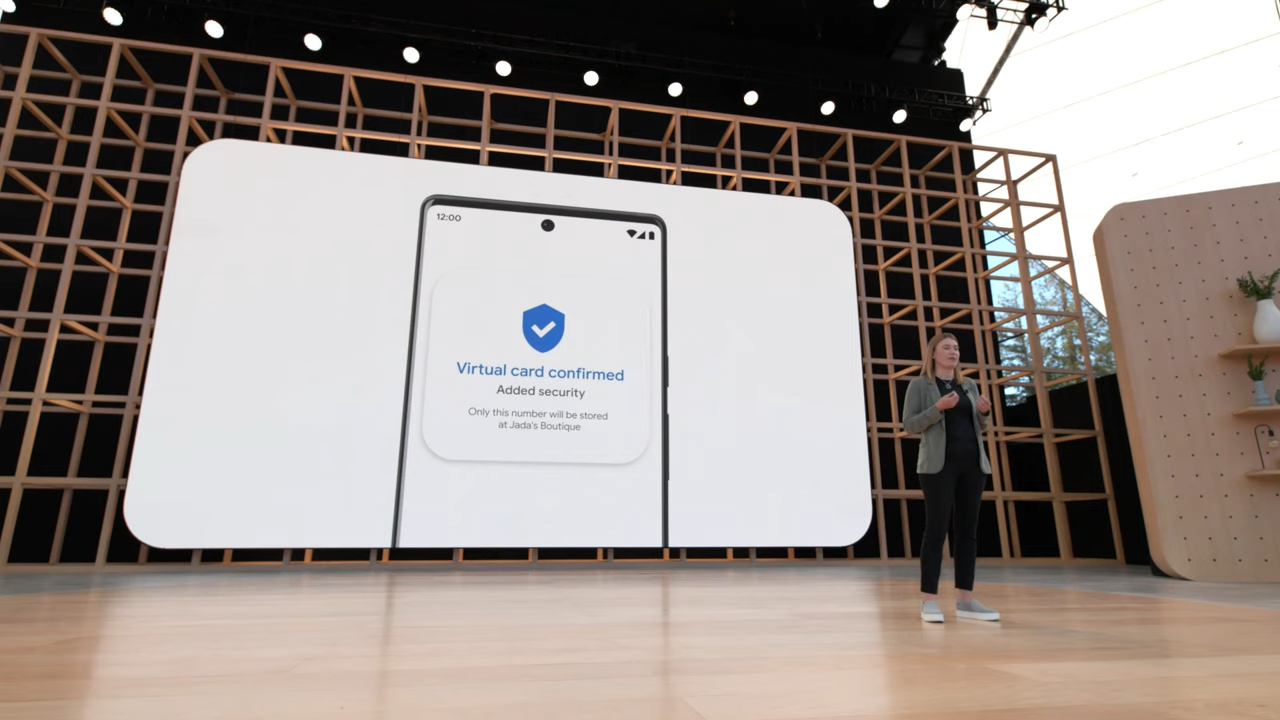 12:00
Virtual card confirmed
Added security
Only this number will be stored
at Jada's Boutique